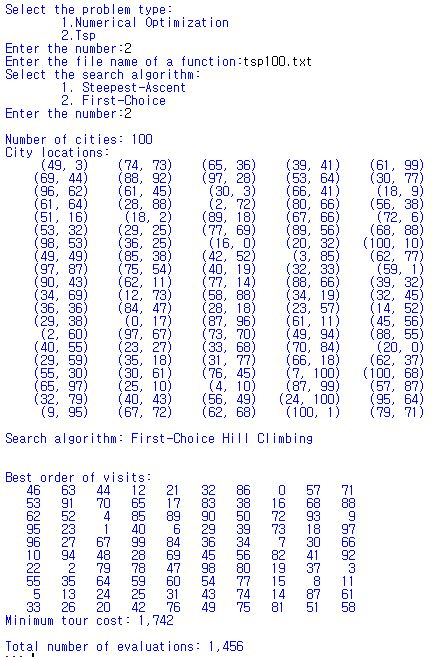 Select the problem type:
1.Numerical Optimization
2.Tsp
Enter the number:2
Enter the file name of a function:tsp100.txt
Select the search algorithm:
1. Steepest-Ascent
2. First-Choice
Enter the number:2
Number of cities: 100
City locations:
(49, 3) (74, 73) (65, 36) (39, 41) (61, 99)
(69, 44) (88, 92) (97, 28) (53, 64) (30, 77)
(96, 62) (61, 45) (30, 3) (66, 41) (18, 9)
(61, 64) (28, 88) (2, 72) (80, 66) (56, 38)
(51, 16) (18, 2) (89, 18) (67, 66) (72, 6)
(53, 32) (29, 25) (77, 69) (89, 56) (68, 88)
(98, 53) (36, 25) (16, 0) (20, 32) (100, 10)
(49, 49) (85, 38) (42, 52) (3, 85) (62, 77)
(97, 87) (75, 54) (40, 19) (32, 33) (59, 1)
(90, 43) (62, 11) (77, 14) (88, 66) (39, 32)
(34, 69) (12, 73) (58, 88) (34, 19) (32, 45)
(36, 36) (84, 47) (28, 18) (23, 57) (14, 52)
(29, 38) (0, 17) (87, 96) (61, 11) (45, 56)
(2, 60) (97, 67) (73, 70) (49, 94) (88, 55)
(40, 55) (23, 27) (33, 68) (70, 84) (20, 0)
(29, 59) (35, 18) (31, 77) (66, 18) (62, 37)
(55, 30) (30, 61) (76, 45) (7, 100) (100, 68)
(65, 97) (25, 10) (4, 10) (87, 99) (57, 87)
(32, 79) (40, 43) (56, 49) (24, 100) (95, 64)
(9, 95) (67, 72) (62, 68) (100, 1) (79, 71)
Search algorithm: First-Choice Hill Climbing
Best order of visits:
46 63 44 12 21 32 86 0 57 71
53 91 70 65 17 83 38 16 68 88
62 52 4 85 89 90 50 72 93 9
95 23 1 40 6 29 39 73 18 97
96 27 67 99 84 36 34 7 30 66
10 94 48 28 69 45 56 82 41 92
22 2 79 78 47 98 80 19 37 3
55 35 64 59 60 54 77 15 8 11
5 13 24 25 31 43 74 14 87 61
33 26 20 42 76 49 75 81 51 58
Minimum tour cost: 1,742
Total number of evaluations: 1,456